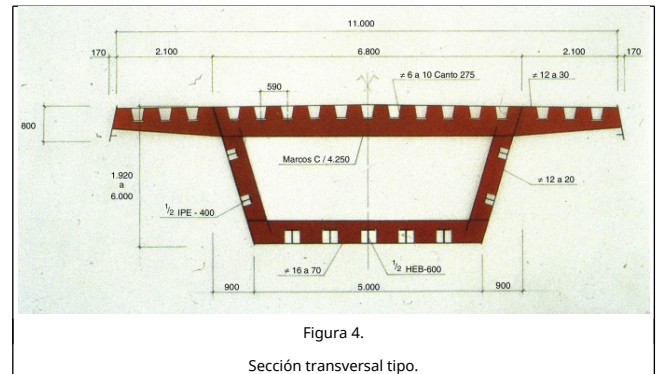 11.000
170 2.100 6.800 2.100 170
≠ 6 a 10 Canto 275
590
≠ 12 a 30
800
Marcos C / 4.250
1.920
a
6.000
≠ 12 a 20
1/2 IPE - 400
≠ 16 a 70
1/2 HEB-600
900 5.000 900
Figura 4.
Sección transversal tipo.